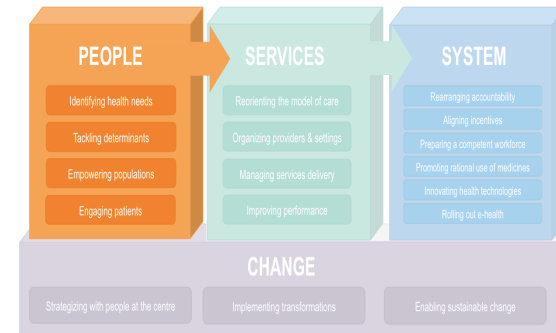 PEOPLE
Identifying health needs
Tackling determinants
Empowering populations
Engaging patients
SERVICES
Reorienting the model of care
Organizing providers & settings
Managing services delivery
Improving performance
SYSTEM
Rearranging accountability
Aligning incentives
Preparing a competent workforce
Promoting rational use of medicines
Innovating health technologies
Rolling out e-health
CHANGE
Strategizing with people at the centre
Implementing transformations
Enabling sustainable change